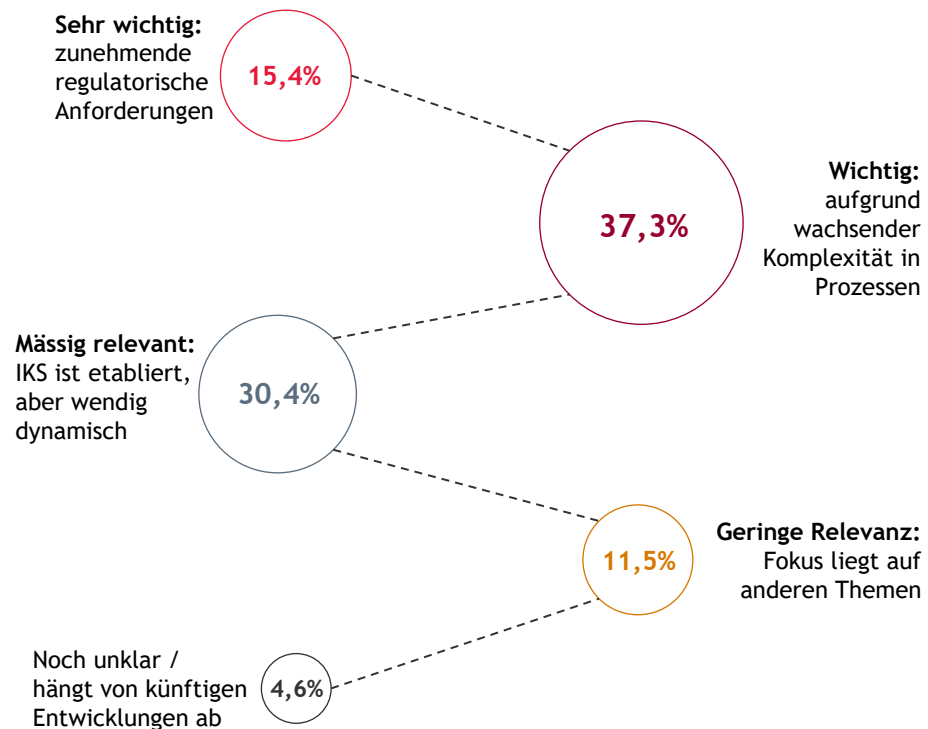 Sehr wichtig:
zunehmende
regulatorische
Anforderungen
15,4%
37,3%
Wichtig:
aufgrund
wachsender
Komplexität in
Prozessen
Mässig relevant:
IKS ist etabliert,
aber wendig
dynamisch
30,4%
11,5%
Geringe Relevanz:
Fokus liegt auf
anderen Themen
Noch unklar /
hängt von künftigen
Entwicklungen ab
4,6%